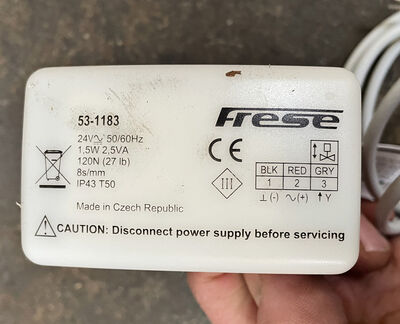 53-1183
24V 50/60Hz
1,5W 2,5VA
120N (27 lb)
8s/mm
IP43 T50
Made in Czech Republic
Frese
CE
III
BLK RED GRY
1 2 3
⊥(-) ∿(+) ↑Y
CAUTION: Disconnect power supply before servicing